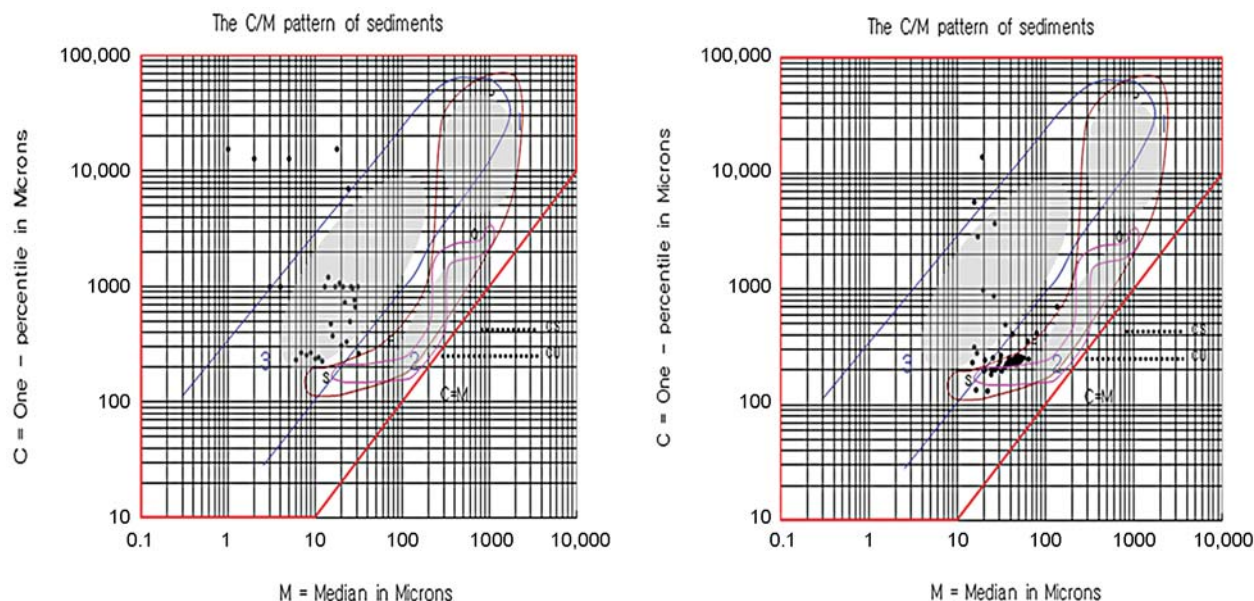 The C/M pattern of sediments
100,000
10,000
1000
100
10
C = One - percentile in Microns
0.1 1 10 100 1000 10,000
M = Median in Microns
3
2
1
S
C=M
CS
CU
The C/M pattern of sediments
100,000
10,000
1000
100
10
C = One - percentile in Microns
0.1 1 10 100 1000 10,000
M = Median in Microns
3
2
1
S
C=M
CS
CU